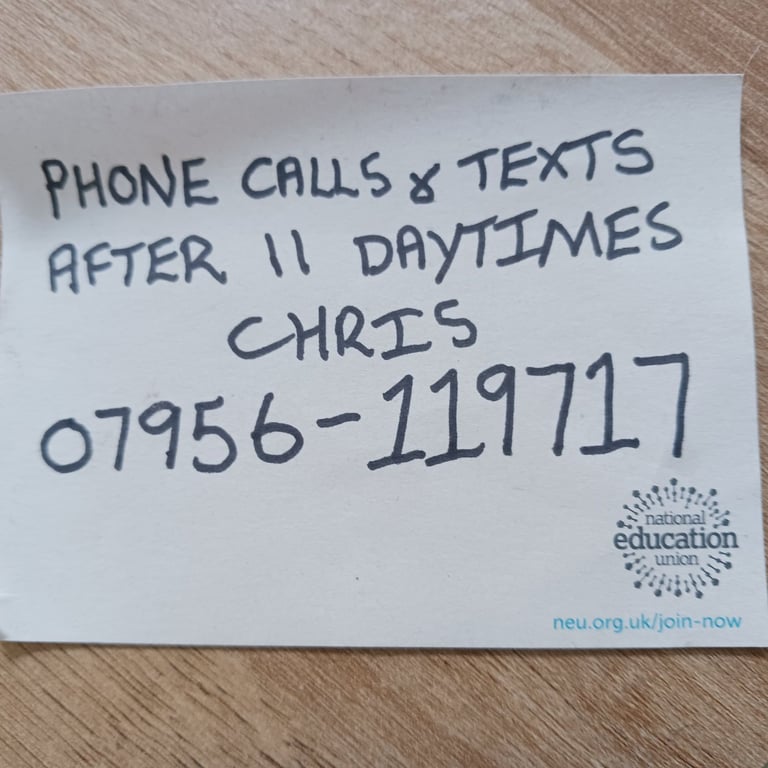 PHONE CALLS & TEXTS
AFTER 11 DAYTIMES
CHRIS
07956-119717
national
education
union
neu.org.uk/join-now